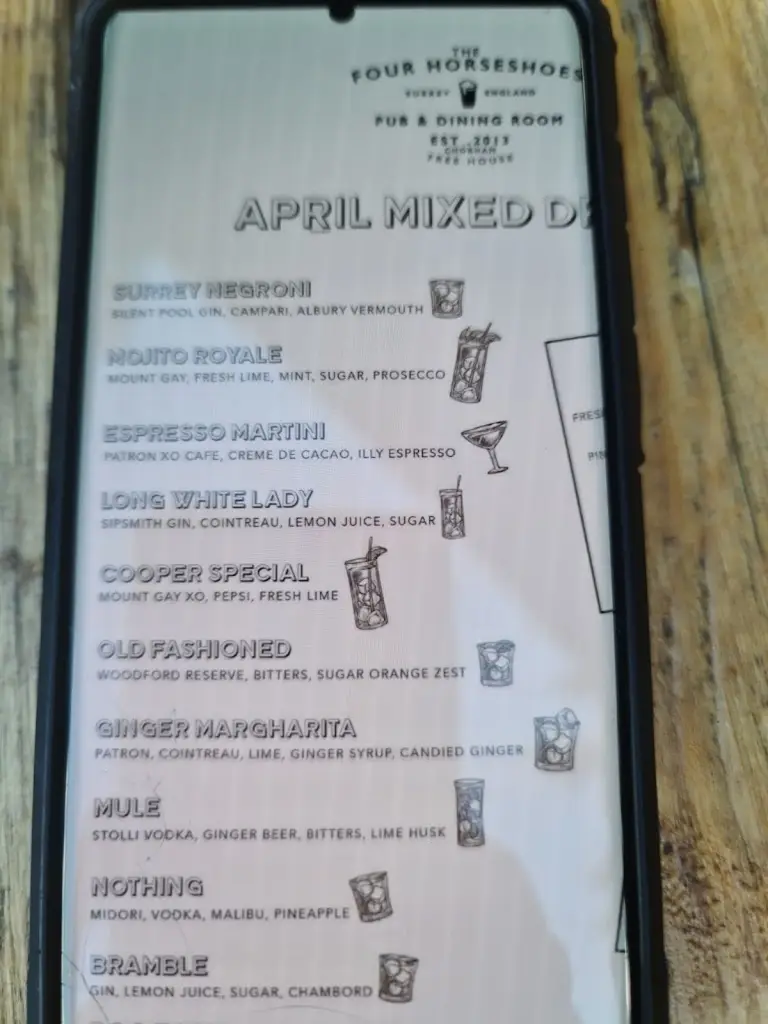 THE
FOUR HORSESHOES
SURREY ENGLAND
PUB & DINING ROOM
EST. 2013
CHOBHAM
FREE HOUSE
APRIL MIXED
SURREY NEGRONI
SILENT POOL GIN, CAMPARI, ALBURY VERMOUTH
MOJITO ROYALE
MOUNT GAY, FRESH LIME, MINT, SUGAR, PROSECCO
ESPRESSO MARTINI
PATRON XO CAFE, CREME DE CACAO, ILLY ESPRESSO
LONG WHITE LADY
SIPSMITH GIN, COINTREAU, LEMON JUICE, SUGAR
COOPER SPECIAL
MOUNT GAY XO, PEPSI, FRESH LIME
OLD FASHIONED
WOODFORD RESERVE, BITTERS, SUGAR ORANGE ZEST
GINGER MARGHARITA
PATRON, COINTREAU, LIME, GINGER SYRUP, CANDIED GINGER
MULE
STOLLI VODKA, GINGER BEER, BITTERS, LIME HUSK
NOTHING
MIDORI, VODKA, MALIBU, PINEAPPLE
BRAMBLE
GIN, LEMON JUICE, SUGAR, CHAMBORD